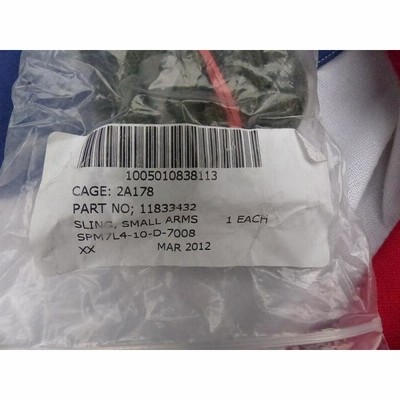 1005010838113
CAGE: 2A178
PART NO; 11833432
SLING, SMALL ARMS 1 EACH
SPM7L4-10-D-7008
XX MAR 2012